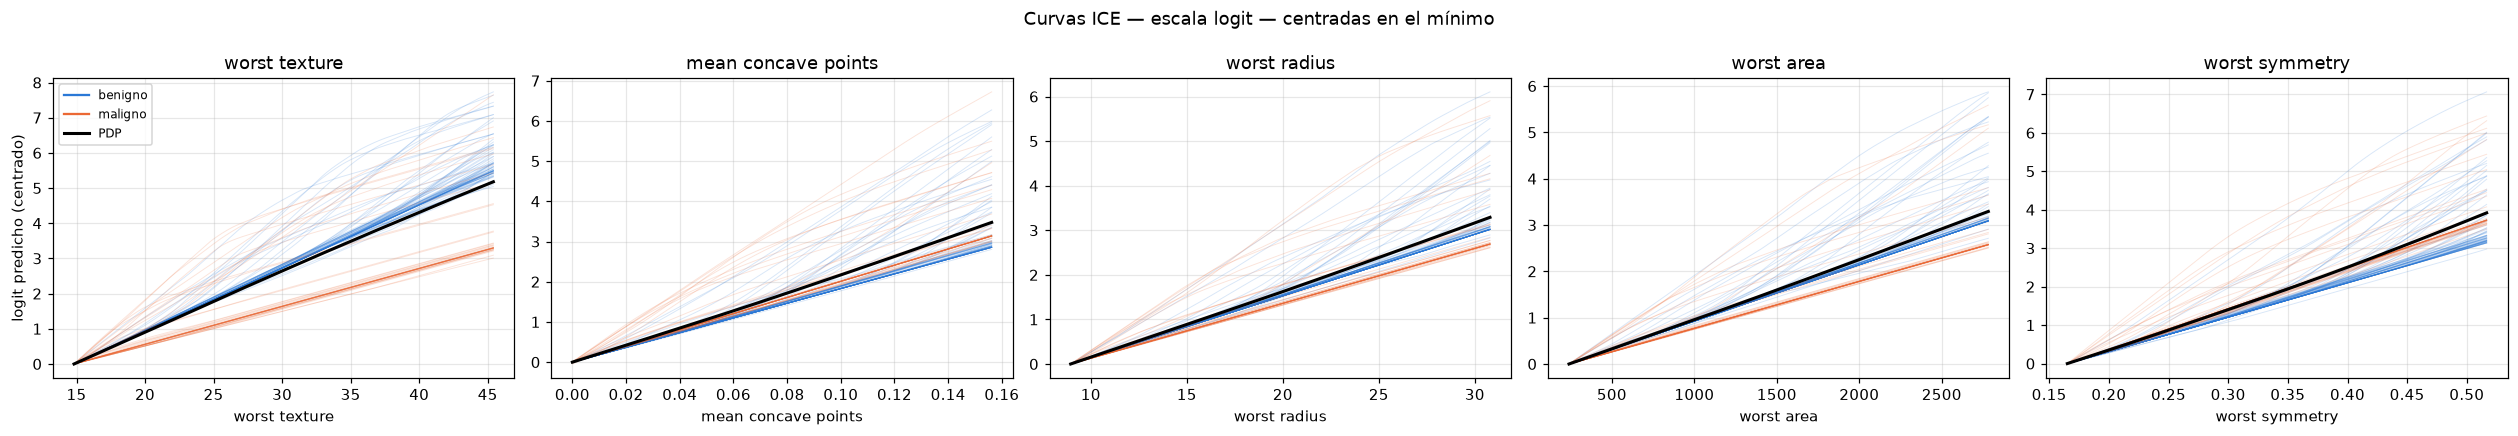 Curvas ICE — escala logit — centradas en el mínimo
worst texture
8
7
6
5
4
3
2
1
0
logit predicho (centrado)
benigno
maligno
PDP
15 20 25 30 35 40 45
worst texture
mean concave points
7
6
5
4
3
2
1
0
0.00 0.02 0.04 0.06 0.08 0.10 0.12 0.14 0.16
mean concave points
worst radius
6
5
4
3
2
1
0
10 15 20 25 30
worst radius
worst area
6
5
4
3
2
1
0
500 1000 1500 2000 2500
worst area
worst symmetry
7
6
5
4
3
2
1
0
0.15 0.20 0.25 0.30 0.35 0.40 0.45 0.50
worst symmetry